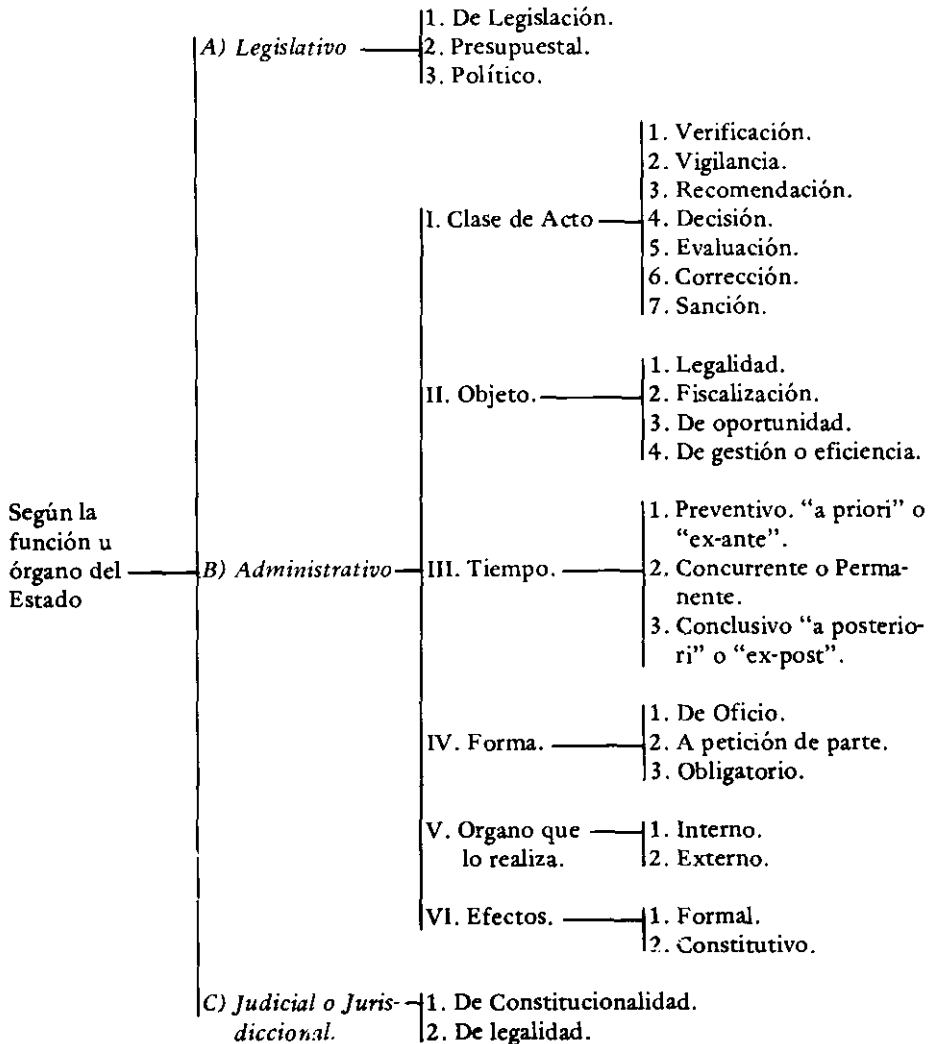 Según la
función u
órgano del
Estado
A) Legislativo
1. De Legislación.
2. Presupuestal.
3. Político.
B) Administrativo
I. Clase de Acto
1. Verificación.
2. Vigilancia.
3. Recomendación.
4. Decisión.
5. Evaluación.
6. Corrección.
7. Sanción.
II. Objeto.
1. Legalidad.
2. Fiscalización.
3. De oportunidad.
4. De gestión o eficiencia.
III. Tiempo.
1. Preventivo. “a priori” o
“ex-ante”.
2. Concurrente o Perma-
nente.
3. Conclusivo “a posterio-
ri” o “ex-post”.
IV. Forma.
1. De Oficio.
2. A petición de parte.
3. Obligatorio.
V. Organo que
lo realiza.
1. Interno.
2. Externo.
VI. Efectos.
1. Formal.
2. Constitutivo.
C) Judicial o Juris-
diccional.
1. De Constitucionalidad.
2. De legalidad.